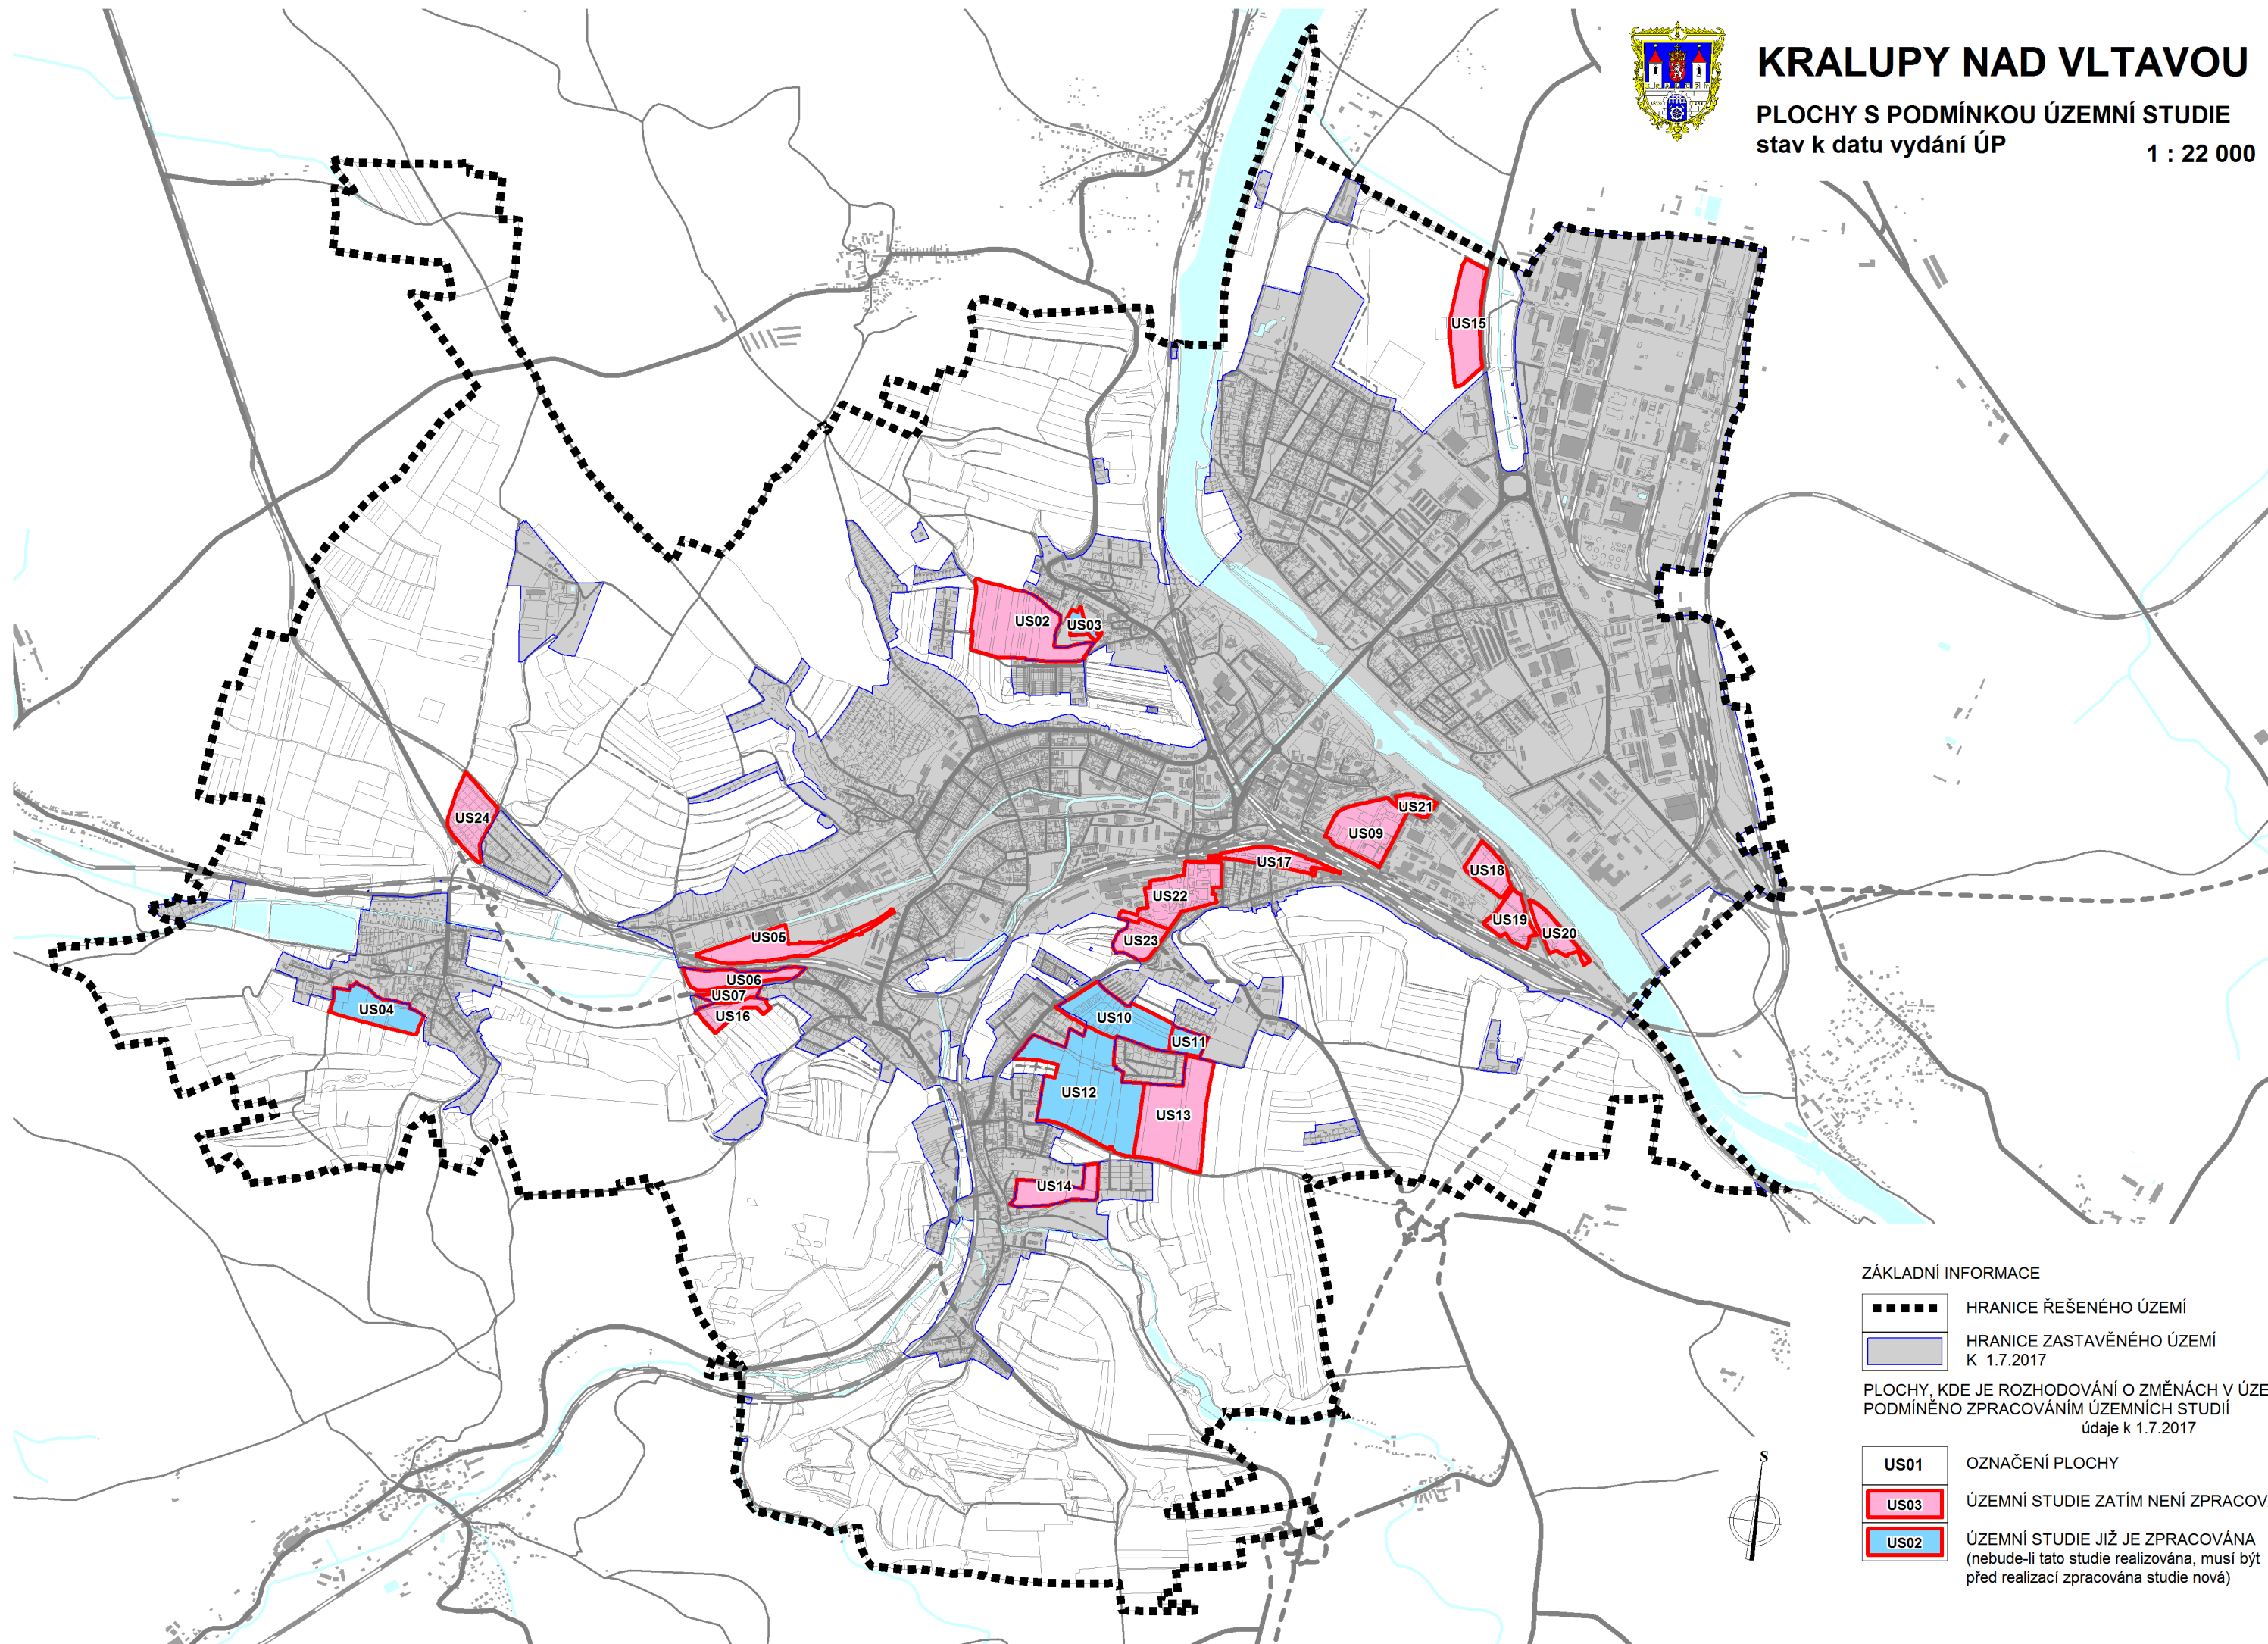 KRALUPY NAD VLTAVOU
PLOCHY S PODMÍNKOU ÚZEMNÍ STUDIE
stav k datu vydání ÚP
1 : 22 000
US15
US02
US03
US24
US21
US09
US17
US18
US22
US19
US20
US23
US05
US06
US07
US16
US04
US10
US11
US12
US13
US14
ZÁKLADNÍ INFORMACE
HRANICE ŘEŠENÉHO ÚZEMÍ
HRANICE ZASTAVĚNÉHO ÚZEMÍ
K 1.7.2017
PLOCHY, KDE JE ROZHODOVÁNÍ O ZMĚNÁCH V ÚZE
PODMÍNĚNO ZPRACOVÁNÍM ÚZEMNÍCH STUDIÍ
údaje k 1.7.2017
S
US01 OZNAČENÍ PLOCHY
US03 ÚZEMNÍ STUDIE ZATÍM NENÍ ZPRACOV
US02 ÚZEMNÍ STUDIE JIŽ JE ZPRACOVÁNA
(nebude-li tato studie realizována, musí být
před realizací zpracována studie nová)